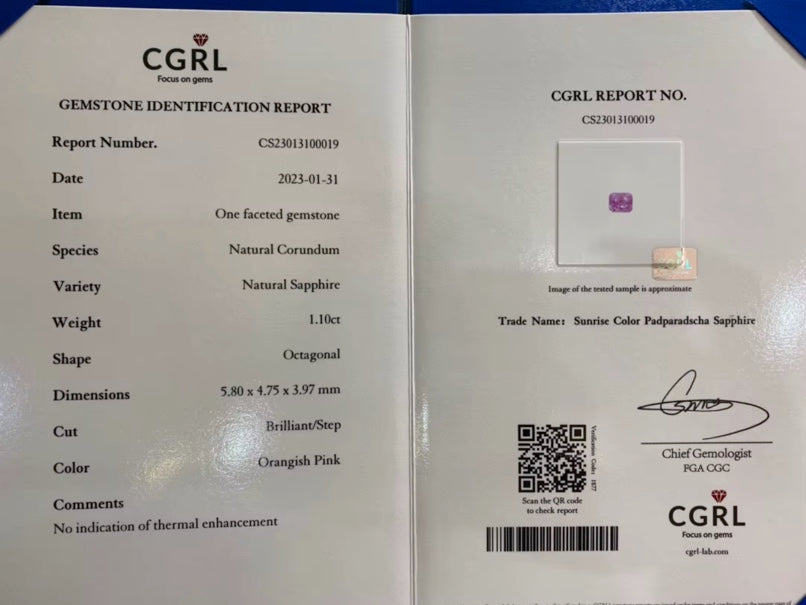 CGRL
Focus on gems
GEMSTONE IDENTIFICATION REPORT
Report Number. CS23013100019
Date 2023-01-31
Item One faceted gemstone
Species Natural Corundum
Variety Natural Sapphire
Weight 1.10ct
Shape Octagonal
Dimensions 5.80 x 4.75 x 3.97 mm
Cut Brilliant/Step
Color Orangish Pink
Comments
No indication of thermal enhancement
CGRL REPORT NO.
CS23013100019
Image of the tested sample is approximate
Trade Name: Sunrise Color Padparadscha Sapphire
Verification Code: 1877
Scan the QR code
to check report
Chief Gemologist
FGA CGC
CGRL
Focus on gems
cgrl-lab.com